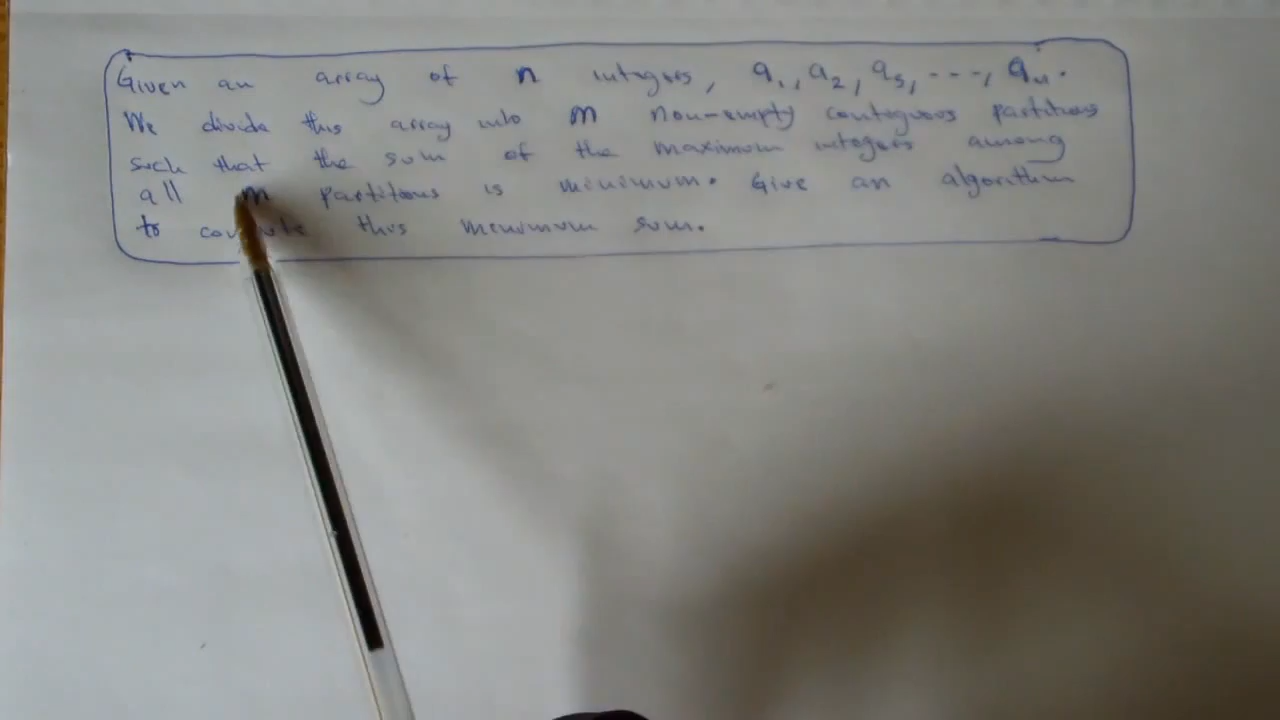 Given an array of n integers, a1, a2, a3, ---, an.
We divide this array into m non-empty contiguous partitions
such that the sum of the maximum integers among
all m partitions is minimum. Give an algorithm
to this minimum sum.